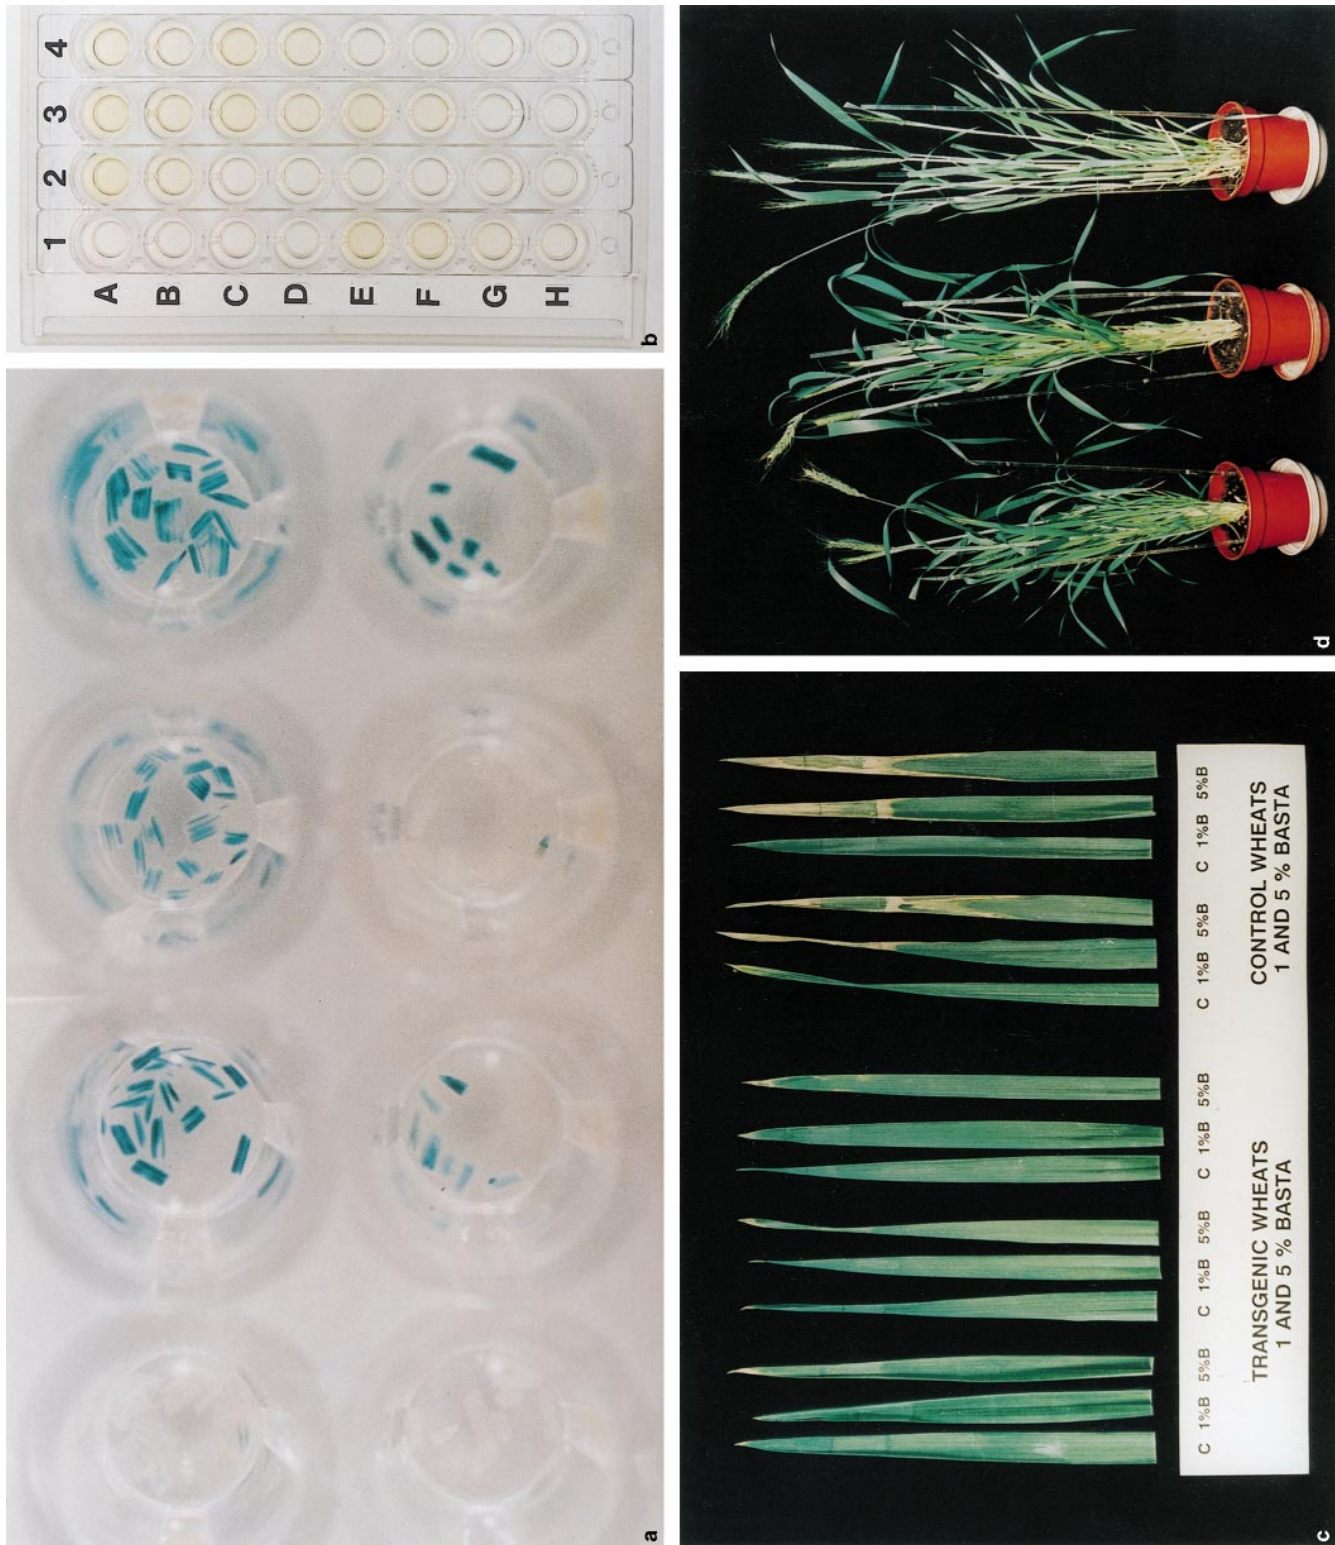 a
b
1 2 3 4
A
B
C
D
E
F
G
H
c
C 1%B 5%B C 1%B 5%B C 1%B 5%B C 1%B 5%B C 1%B 5%B
TRANSGENIC WHEATS CONTROL WHEATS
1 AND 5 % BASTA 1 AND 5 % BASTA
d